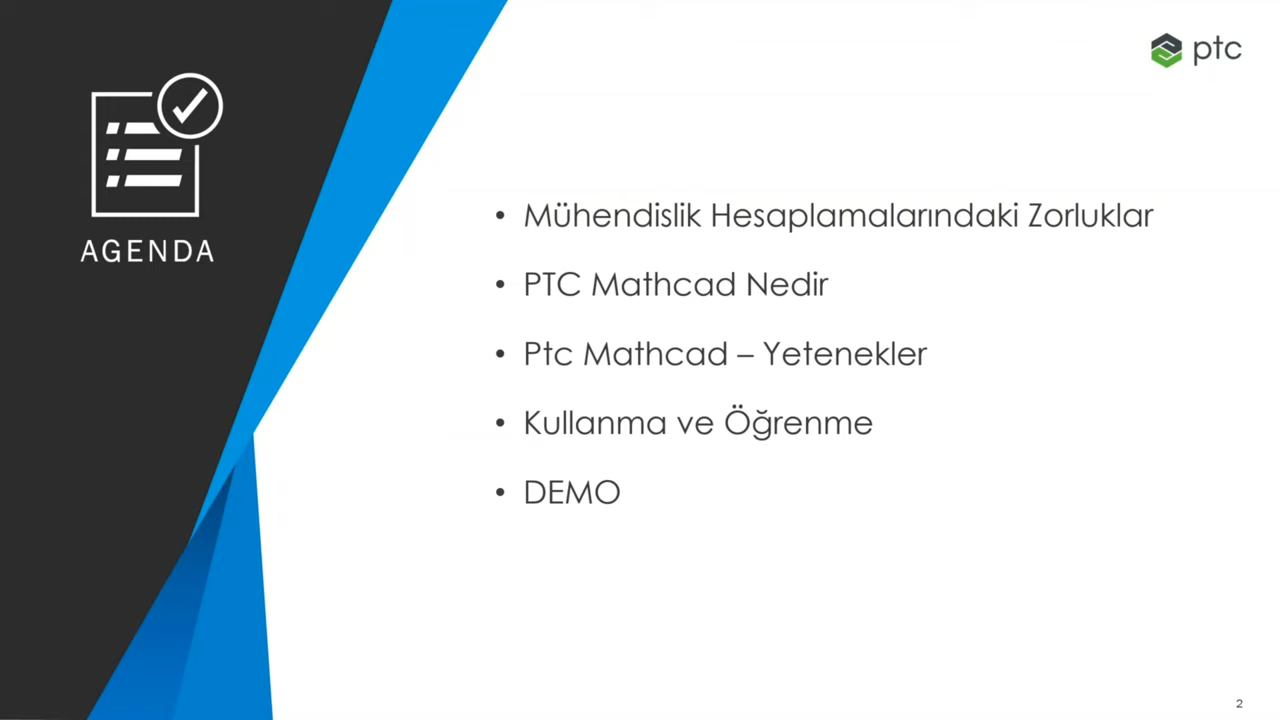 ptc
AGENDA
• Mühendislik Hesaplamalarındaki Zorluklar
• PTC Mathcad Nedir
• Ptc Mathcad – Yetenekler
• Kullanma ve Öğrenme
• DEMO
2